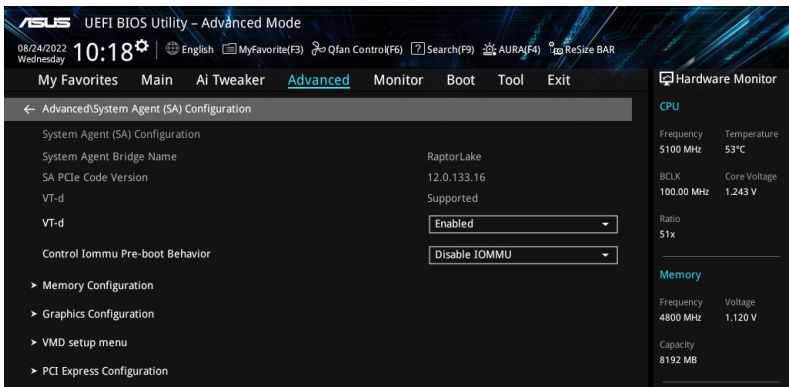 ASUS UEFI BIOS Utility – Advanced Mode
08/24/2022 Wednesday 10:18 English MyFavorite(F3) Qfan Control(F6) ? Search(F9) AURA(F4) ReSize BAR
My Favorites Main Ai Tweaker Advanced Monitor Boot Tool Exit
← Advanced\System Agent (SA) Configuration
System Agent (SA) Configuration
System Agent Bridge Name RaptorLake
SA PCIe Code Version 12.0.133.16
VT-d Supported
VT-d Enabled
Control Iommu Pre-boot Behavior Disable IOMMU
> Memory Configuration
> Graphics Configuration
> VMD setup menu
> PCI Express Configuration
Hardware Monitor
CPU
Frequency Temperature
5100 MHz 53°C
BCLK Core Voltage
100.00 MHz 1.243 V
Ratio
51x
Memory
Frequency Voltage
4800 MHz 1.120 V
Capacity
8192 MB